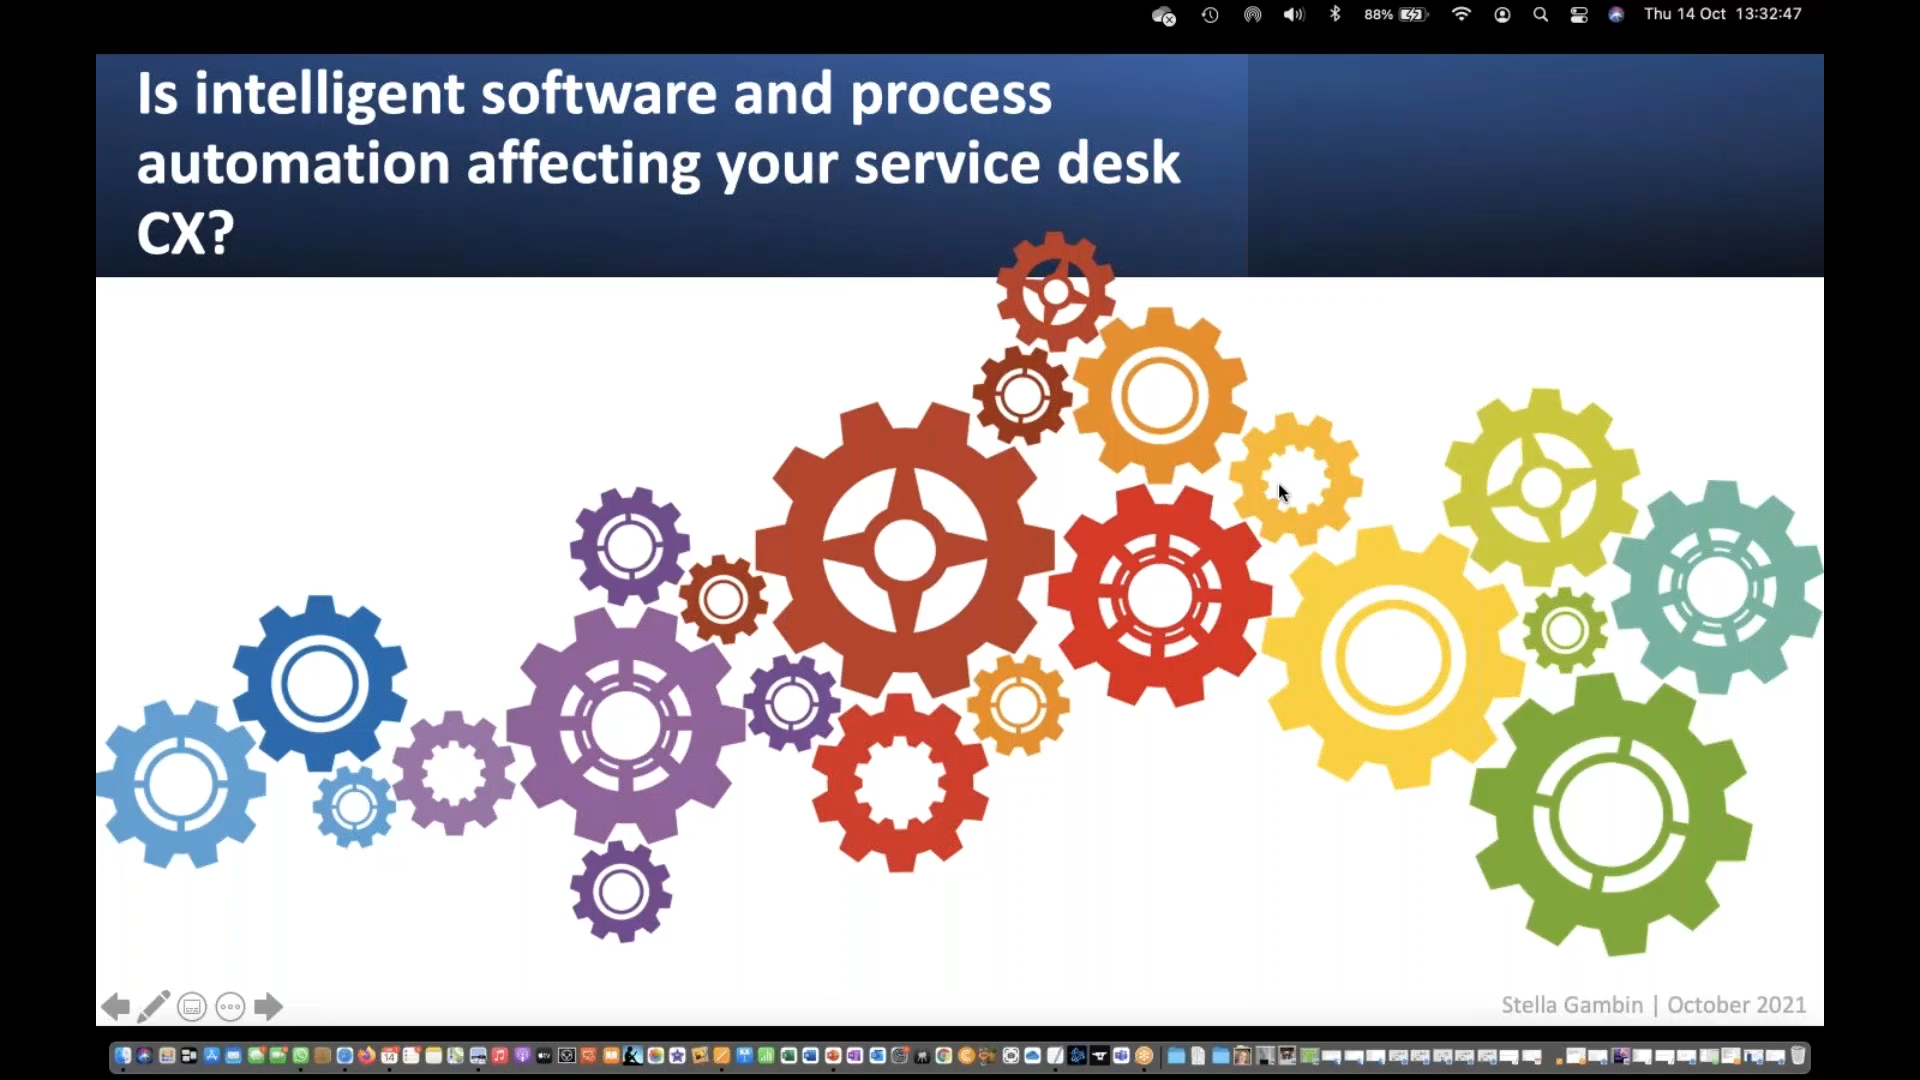 88% Thu 14 Oct 13:32:47
Is intelligent software and process
automation affecting your service desk
CX?
Stella Gambin | October 2021
14